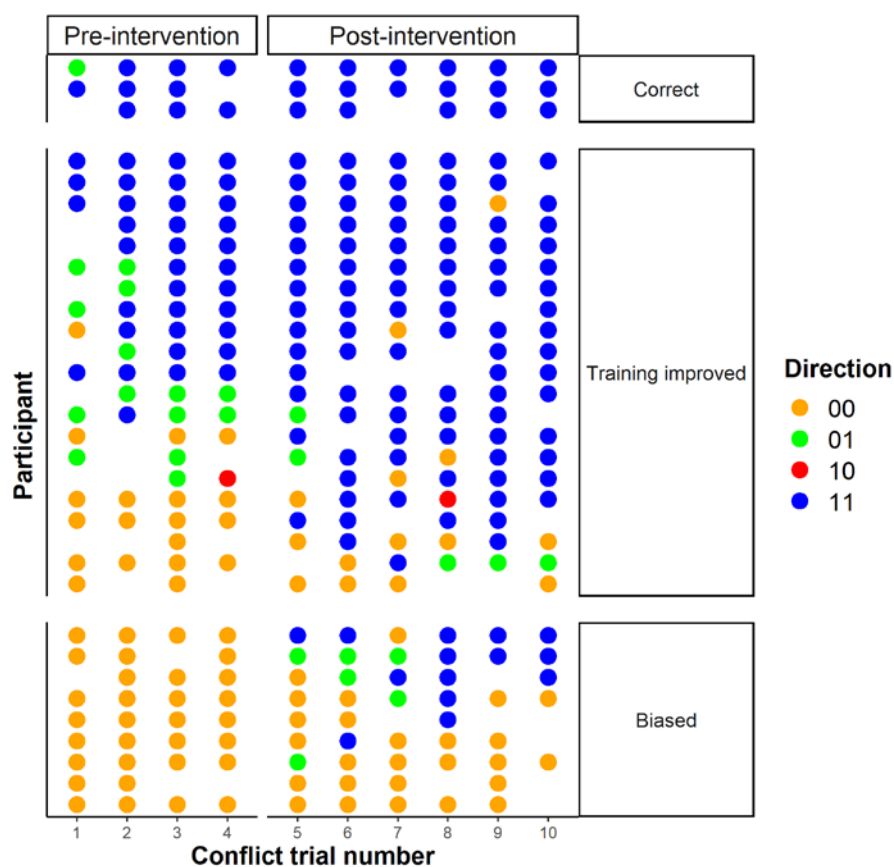 Pre-intervention
Post-intervention
Correct
Training improved
Biased
Participant
Direction
00
01
10
11
1 2 3 4 5 6 7 8 9 10
Conflict trial number